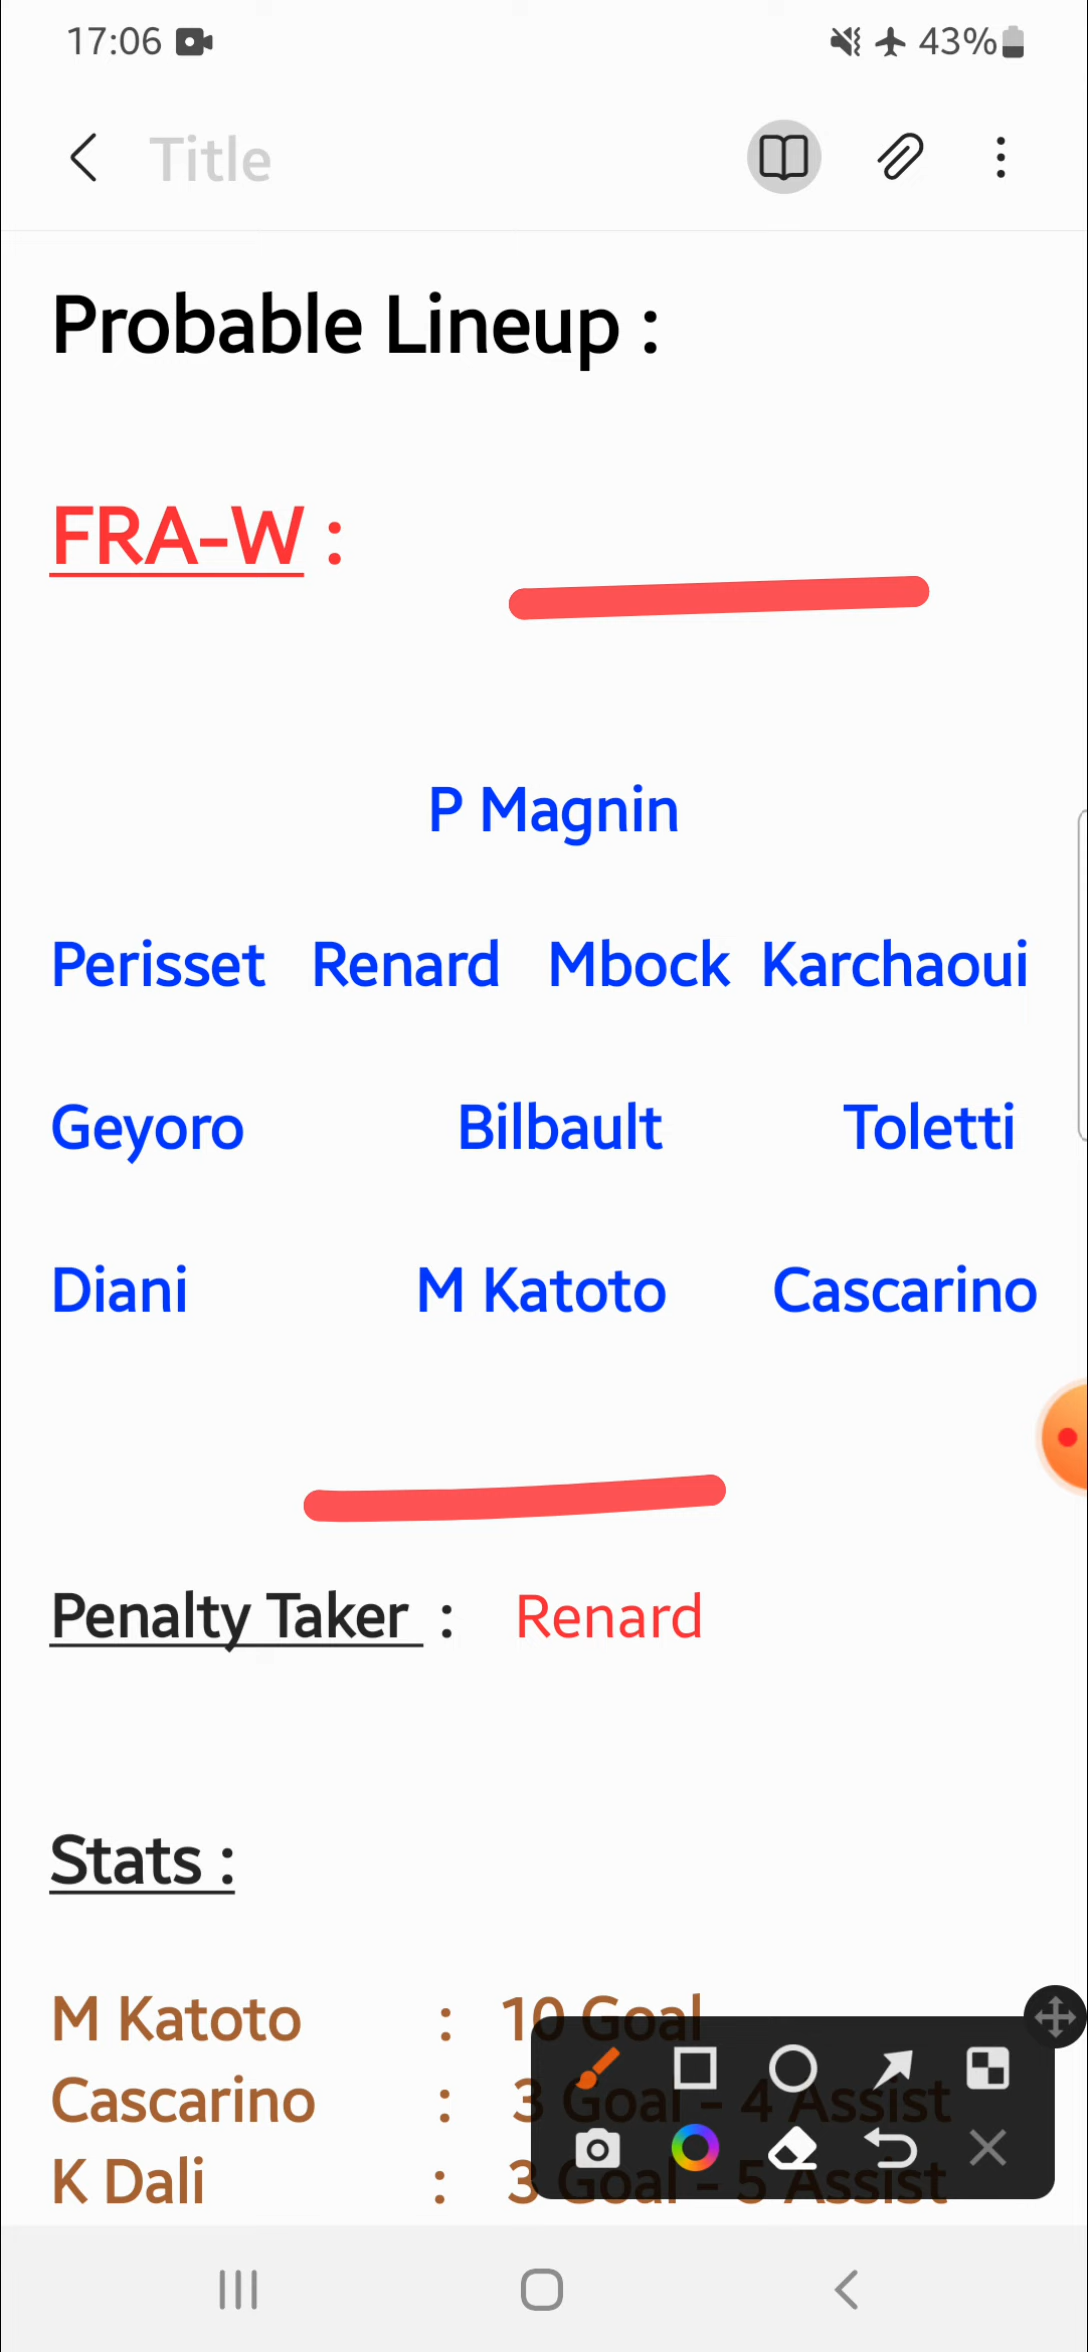 17:06 43%
Title
Probable Lineup :
FRA-W :
P Magnin
Perisset Renard Mbock Karchaoui
Geyoro Bilbault Toletti
Diani M Katoto Cascarino
Penalty Taker : Renard
Stats :
M Katoto : 10 Goal
Cascarino : 3 Goal - 4 Assist
K Dali : 3 Goal - 5 Assist